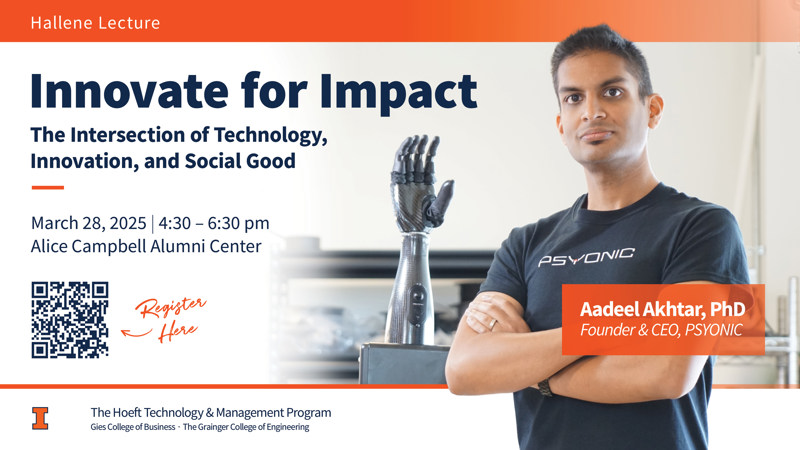 Hallene Lecture
Innovate for Impact
The Intersection of Technology,
Innovation, and Social Good
March 28, 2025 | 4:30 – 6:30 pm
Alice Campbell Alumni Center
Register
Here
PSYONIC
Aadeel Akhtar, PhD
Founder & CEO, PSYONIC
I
The Hoeft Technology & Management Program
Gies College of Business · The Grainger College of Engineering